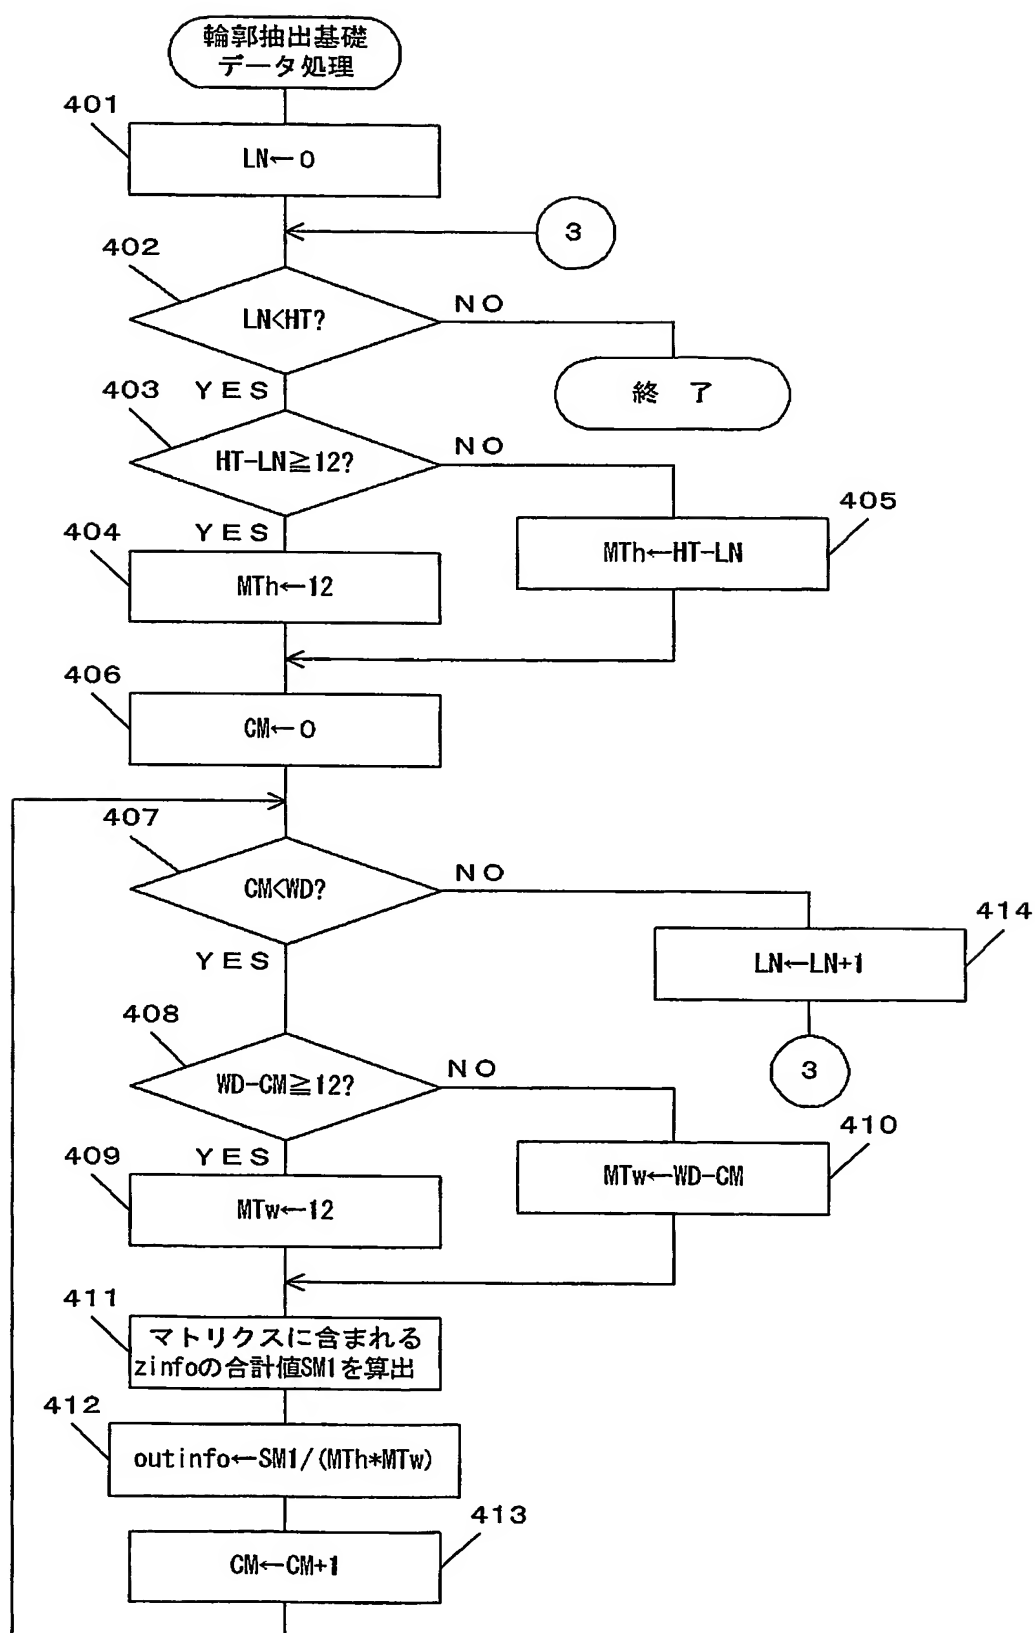 輪郭抽出基礎
データ処理
401
LN←0
3
402
LN<HT?
NO
終 了
403
YES
HT-LN≧12?
NO
405
MTh←HT-LN
404
YES
MTh←12
406
CM←0
407
CM<WD?
NO
414
LN←LN+1
3
YES
408
WD-CM≧12?
NO
410
MTw←WD-CM
409
YES
MTw←12
411
マトリクスに含まれる
zinfoの合計値SM1を算出
412
outinfo←SM1/(MTh*MTw)
413
CM←CM+1